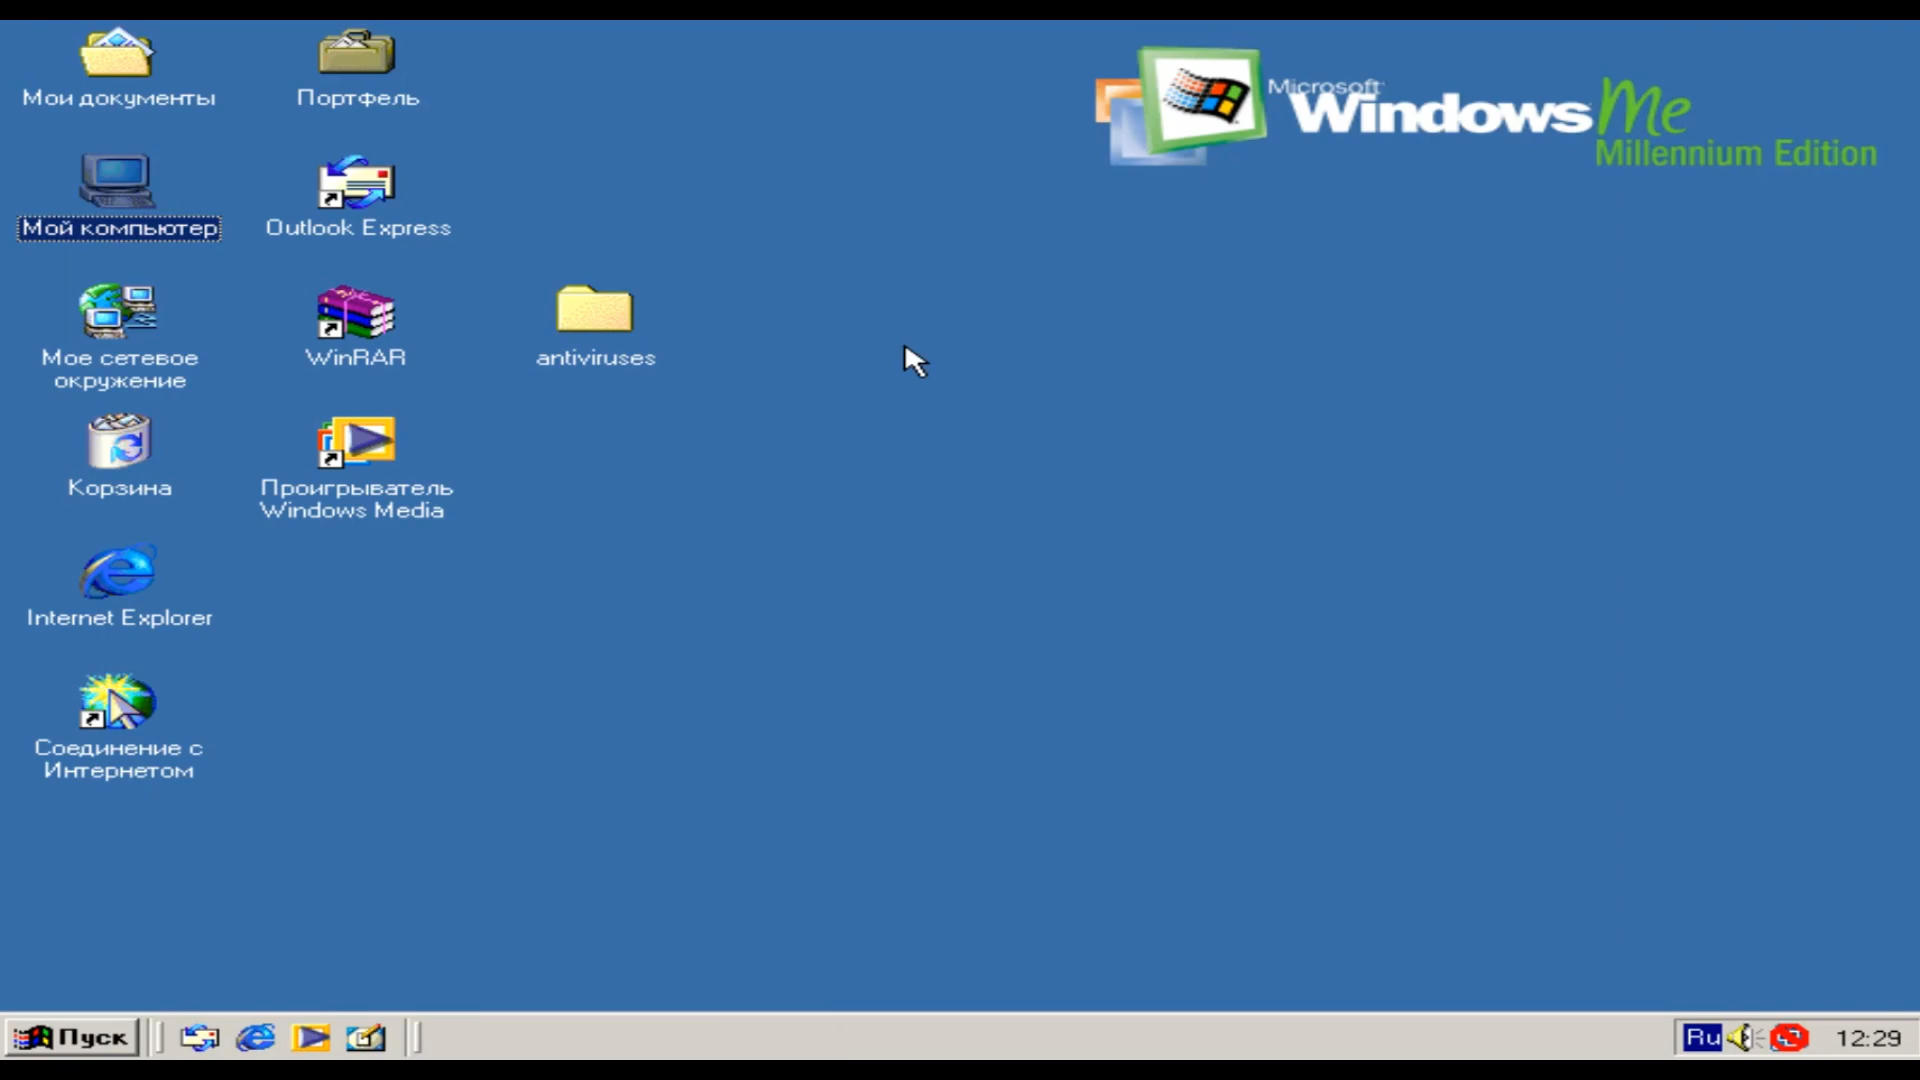 Мои документы
Портфель
Microsoft
Windows Me
Millennium Edition
Мой компьютер
Outlook Express
Мое сетевое
окружение
WinRAR
antiviruses
Корзина
Проигрыватель
Windows Media
Internet Explorer
Соединение с
Интернетом
Пуск
Ru
12:29